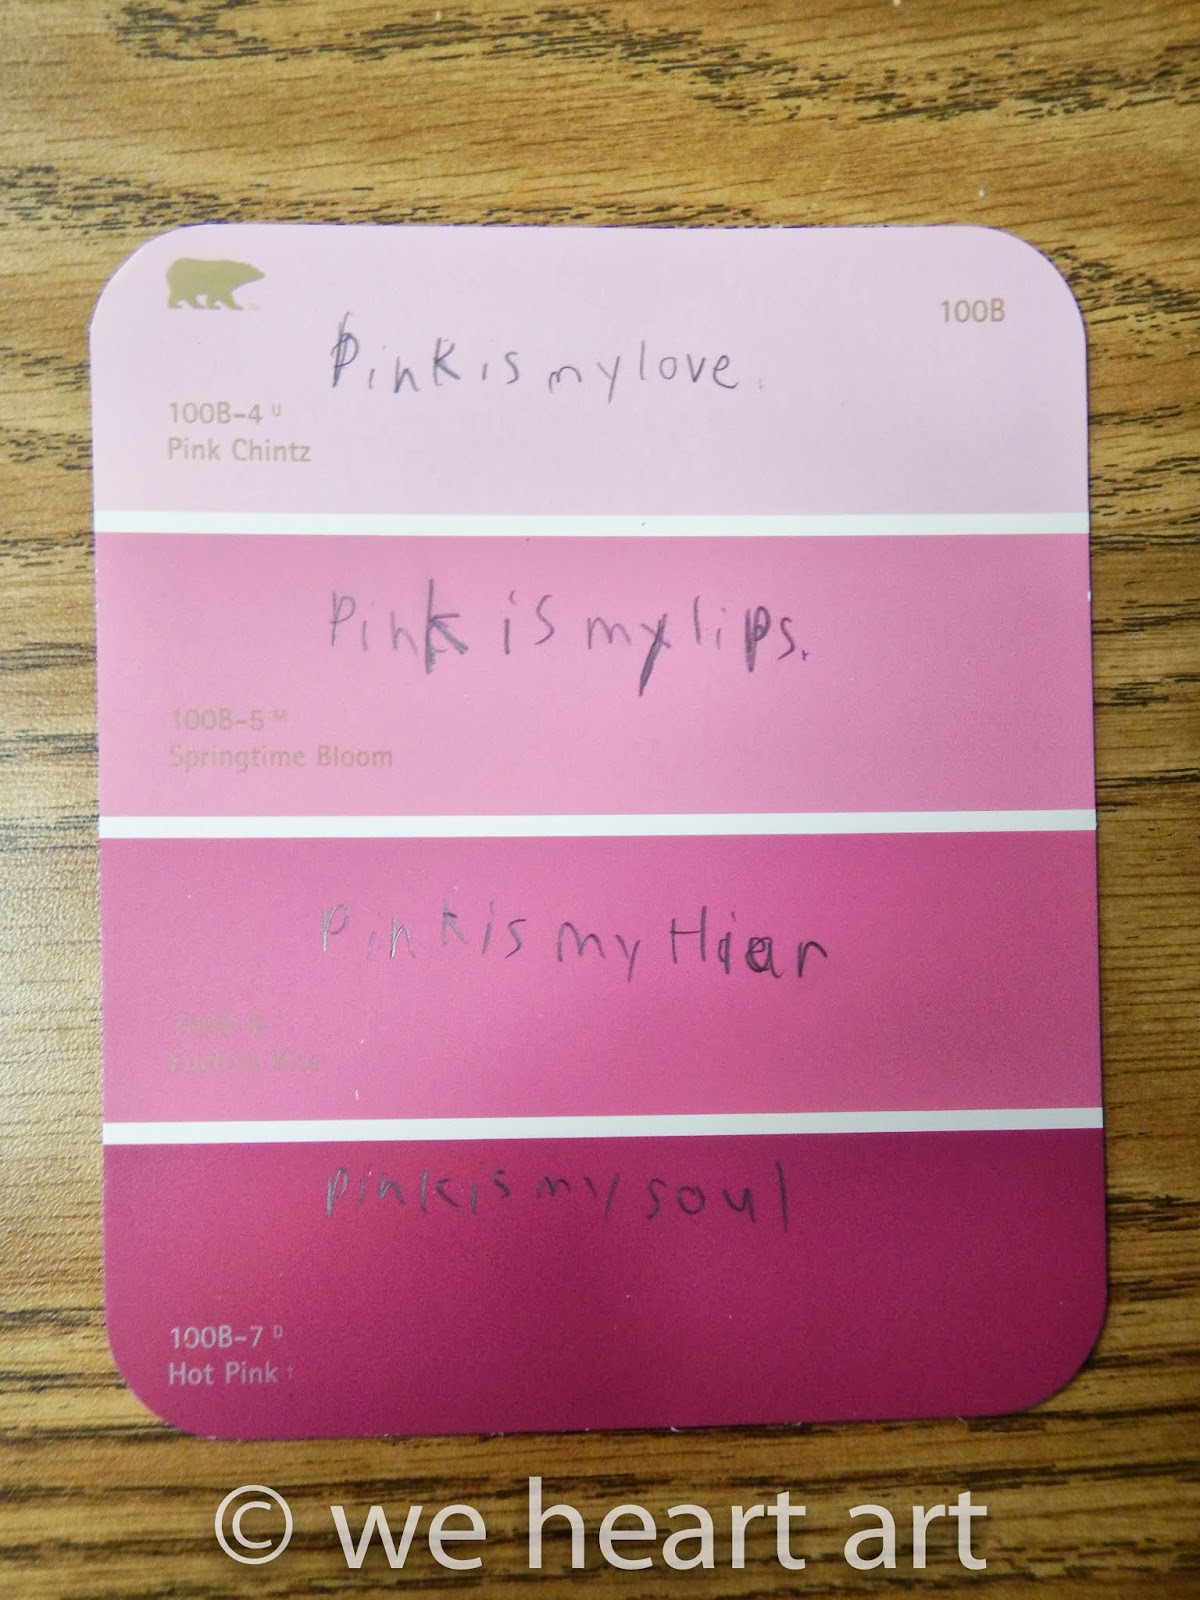 100B
Pink is my love.
100B-4 U
Pink Chintz
Pink is my lips.
100B-5 M
Springtime Bloom
Pink is my Hiar
Kiss
pink is my soul
100B-7 D
Hot Pink †
© we heart art